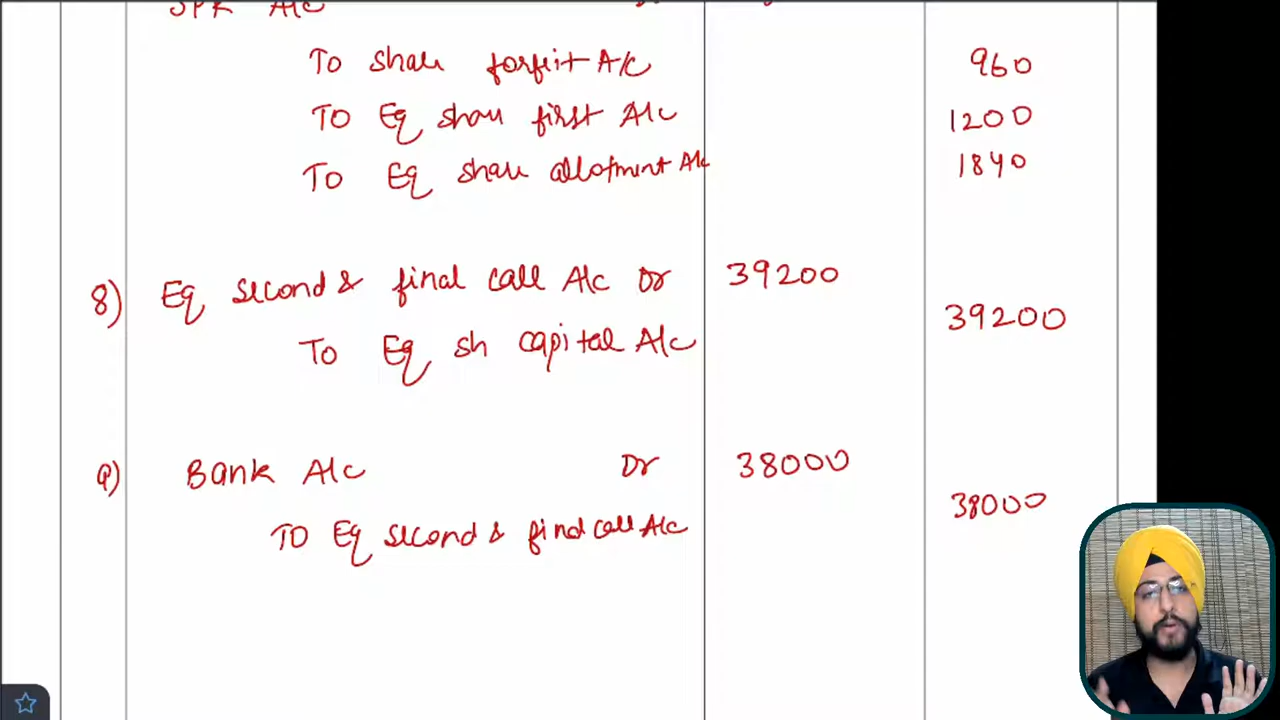 SPR A/c
To share forfeit A/c 960
To Eq share first A/c 1200
To Eq share allotment A/c 1840
8) Eq second & final call A/c Dr 39200
To Eq sh capital A/c 39200
9) Bank A/c Dr 38000
To Eq second & final call A/c 38000